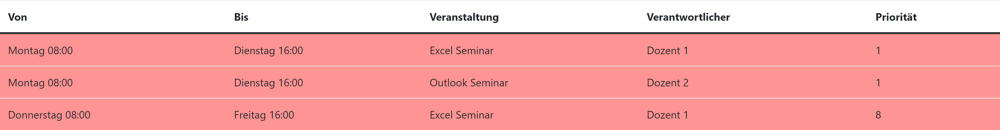 Von Bis Veranstaltung Verantwortlicher Priorität
Montag 08:00 Dienstag 16:00 Excel Seminar Dozent 1 1
Montag 08:00 Dienstag 16:00 Outlook Seminar Dozent 2 1
Donnerstag 08:00 Freitag 16:00 Excel Seminar Dozent 1 8